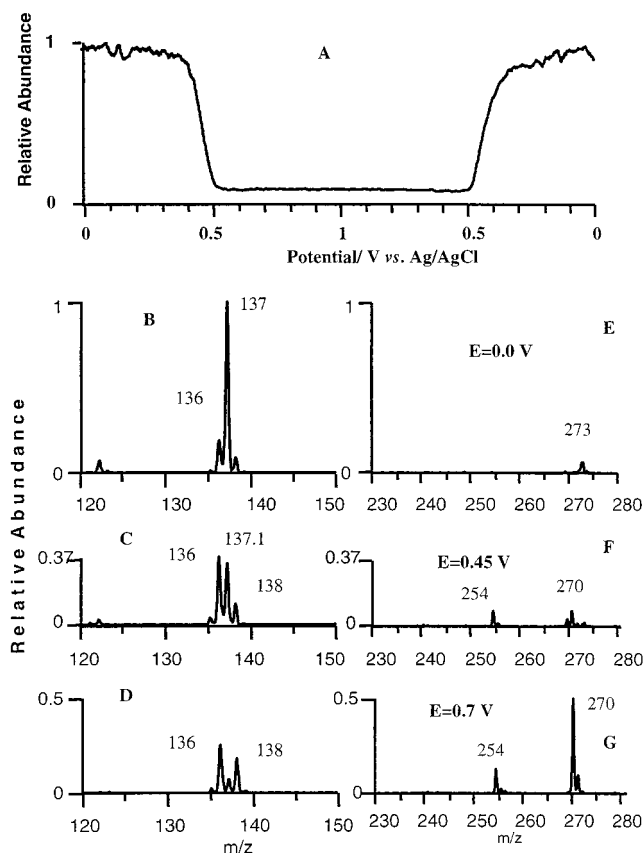 1
A
Relative Abundance
0
0 0.5 1 0.5 0
Potential/ V vs. Ag/AgCl
1
B
137
136
0
120 130 140 150
1
E
E=0.0 V
273
0
230 240 250 260 270 280
Relative Abundance
0.37
C
136
137.1
138
0
120 130 140 150
0.37
E=0.45 V
F
254
270
0
230 240 250 260 270 280
0.5
D
136
138
0
120 130 140 150
m/z
0.5
E=0.7 V
270
254
G
0
230 240 250 260 270 280
m/z